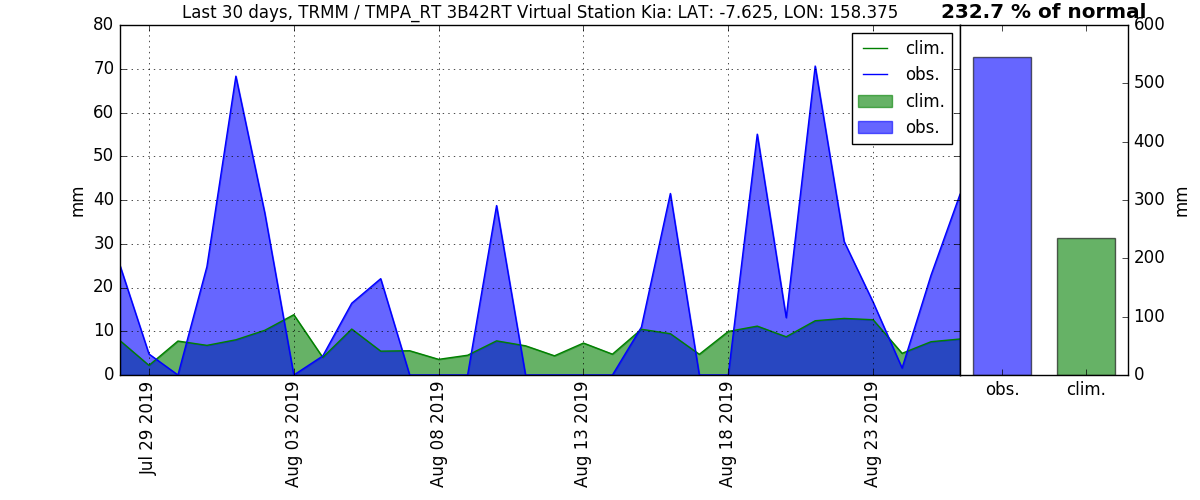 Last 30 days, TRMM / TMPA_RT 3B42RT Virtual Station Kia: LAT: -7.625, LON: 158.375
232.7 % of normal
80
70
60
50
40
30
20
10
0
mm
clim.
obs.
clim.
obs.
Jul 29 2019
Aug 03 2019
Aug 08 2019
Aug 13 2019
Aug 18 2019
Aug 23 2019
600
500
400
300
200
100
0
mm
obs.
clim.